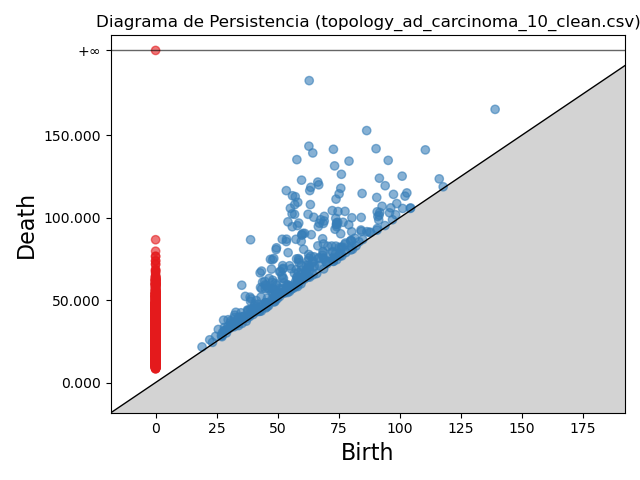 Diagrama de Persistencia (topology_ad_carcinoma_10_clean.csv)
+∞
150.000
100.000
50.000
0.000
Death
0 25 50 75 100 125 150 175
Birth